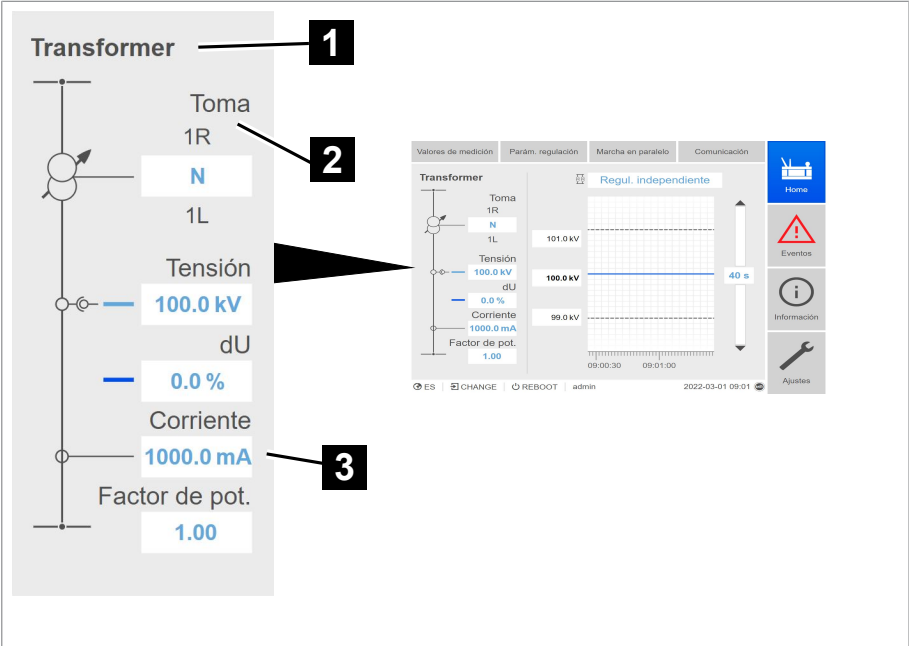 Transformer
1
Toma
1R
2
N
1L
Tensión
100.0 kV
dU
0.0 %
Corriente
1000.0 mA
3
Factor de pot.
1.00
Valores de medición
Parám. regulación
Marcha en paralelo
Comunicación
Transformer
Regul. independiente
Toma
1R
N
1L
Tensión
100.0 kV
dU
0.0 %
Corriente
1000.0 mA
Factor de pot.
1.00
101.0 kV
100.0 kV
99.0 kV
40 s
09:00:30
09:01:00
Home
Eventos
Información
Ajustes
ES
CHANGE
REBOOT
admin
2022-03-01 09:01